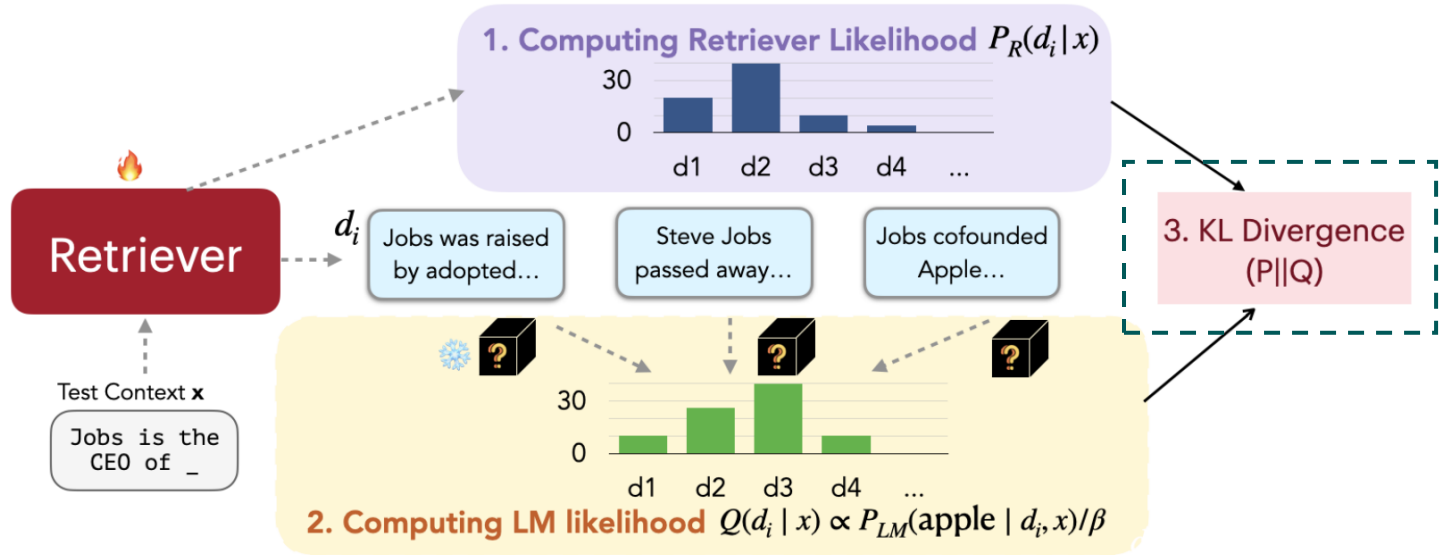 1. Computing Retriever Likelihood P_R(d_i|x)
30
0
d1 d2 d3 d4 ...
Retriever
d_i
Jobs was raised
by adopted...
Steve Jobs
passed away...
Jobs cofounded
Apple...
3. KL Divergence
(P||Q)
? ? ?
Test Context x
Jobs is the
CEO of _
30
0
d1 d2 d3 d4 ...
2. Computing LM likelihood Q(d_i | x) ∝ P_LM(apple | d_i, x)/β